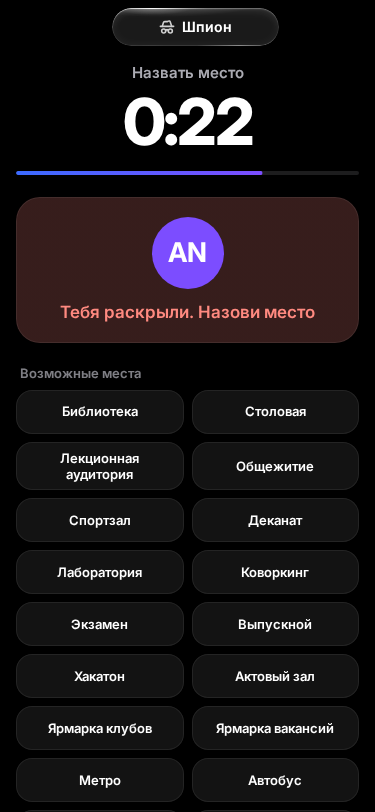 Шпион
Назвать место
0:22
AN
Тебя раскрыли. Назови место
Возможные места
Библиотека
Столовая
Лекционная
аудитория
Общежитие
Спортзал
Деканат
Лаборатория
Коворкинг
Экзамен
Выпускной
Хакатон
Актовый зал
Ярмарка клубов
Ярмарка вакансий
Метро
Автобус